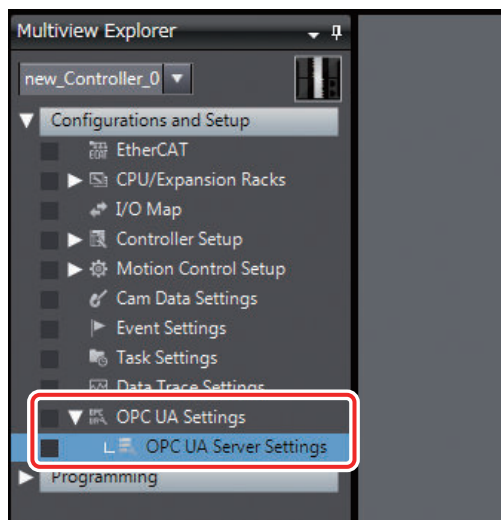 Multiview Explorer
new_Controller_0
Configurations and Setup
EtherCAT
CPU/Expansion Racks
I/O Map
Controller Setup
Motion Control Setup
Cam Data Settings
Event Settings
Task Settings
Data Trace Settings
OPC UA Settings
OPC UA Server Settings
Programming